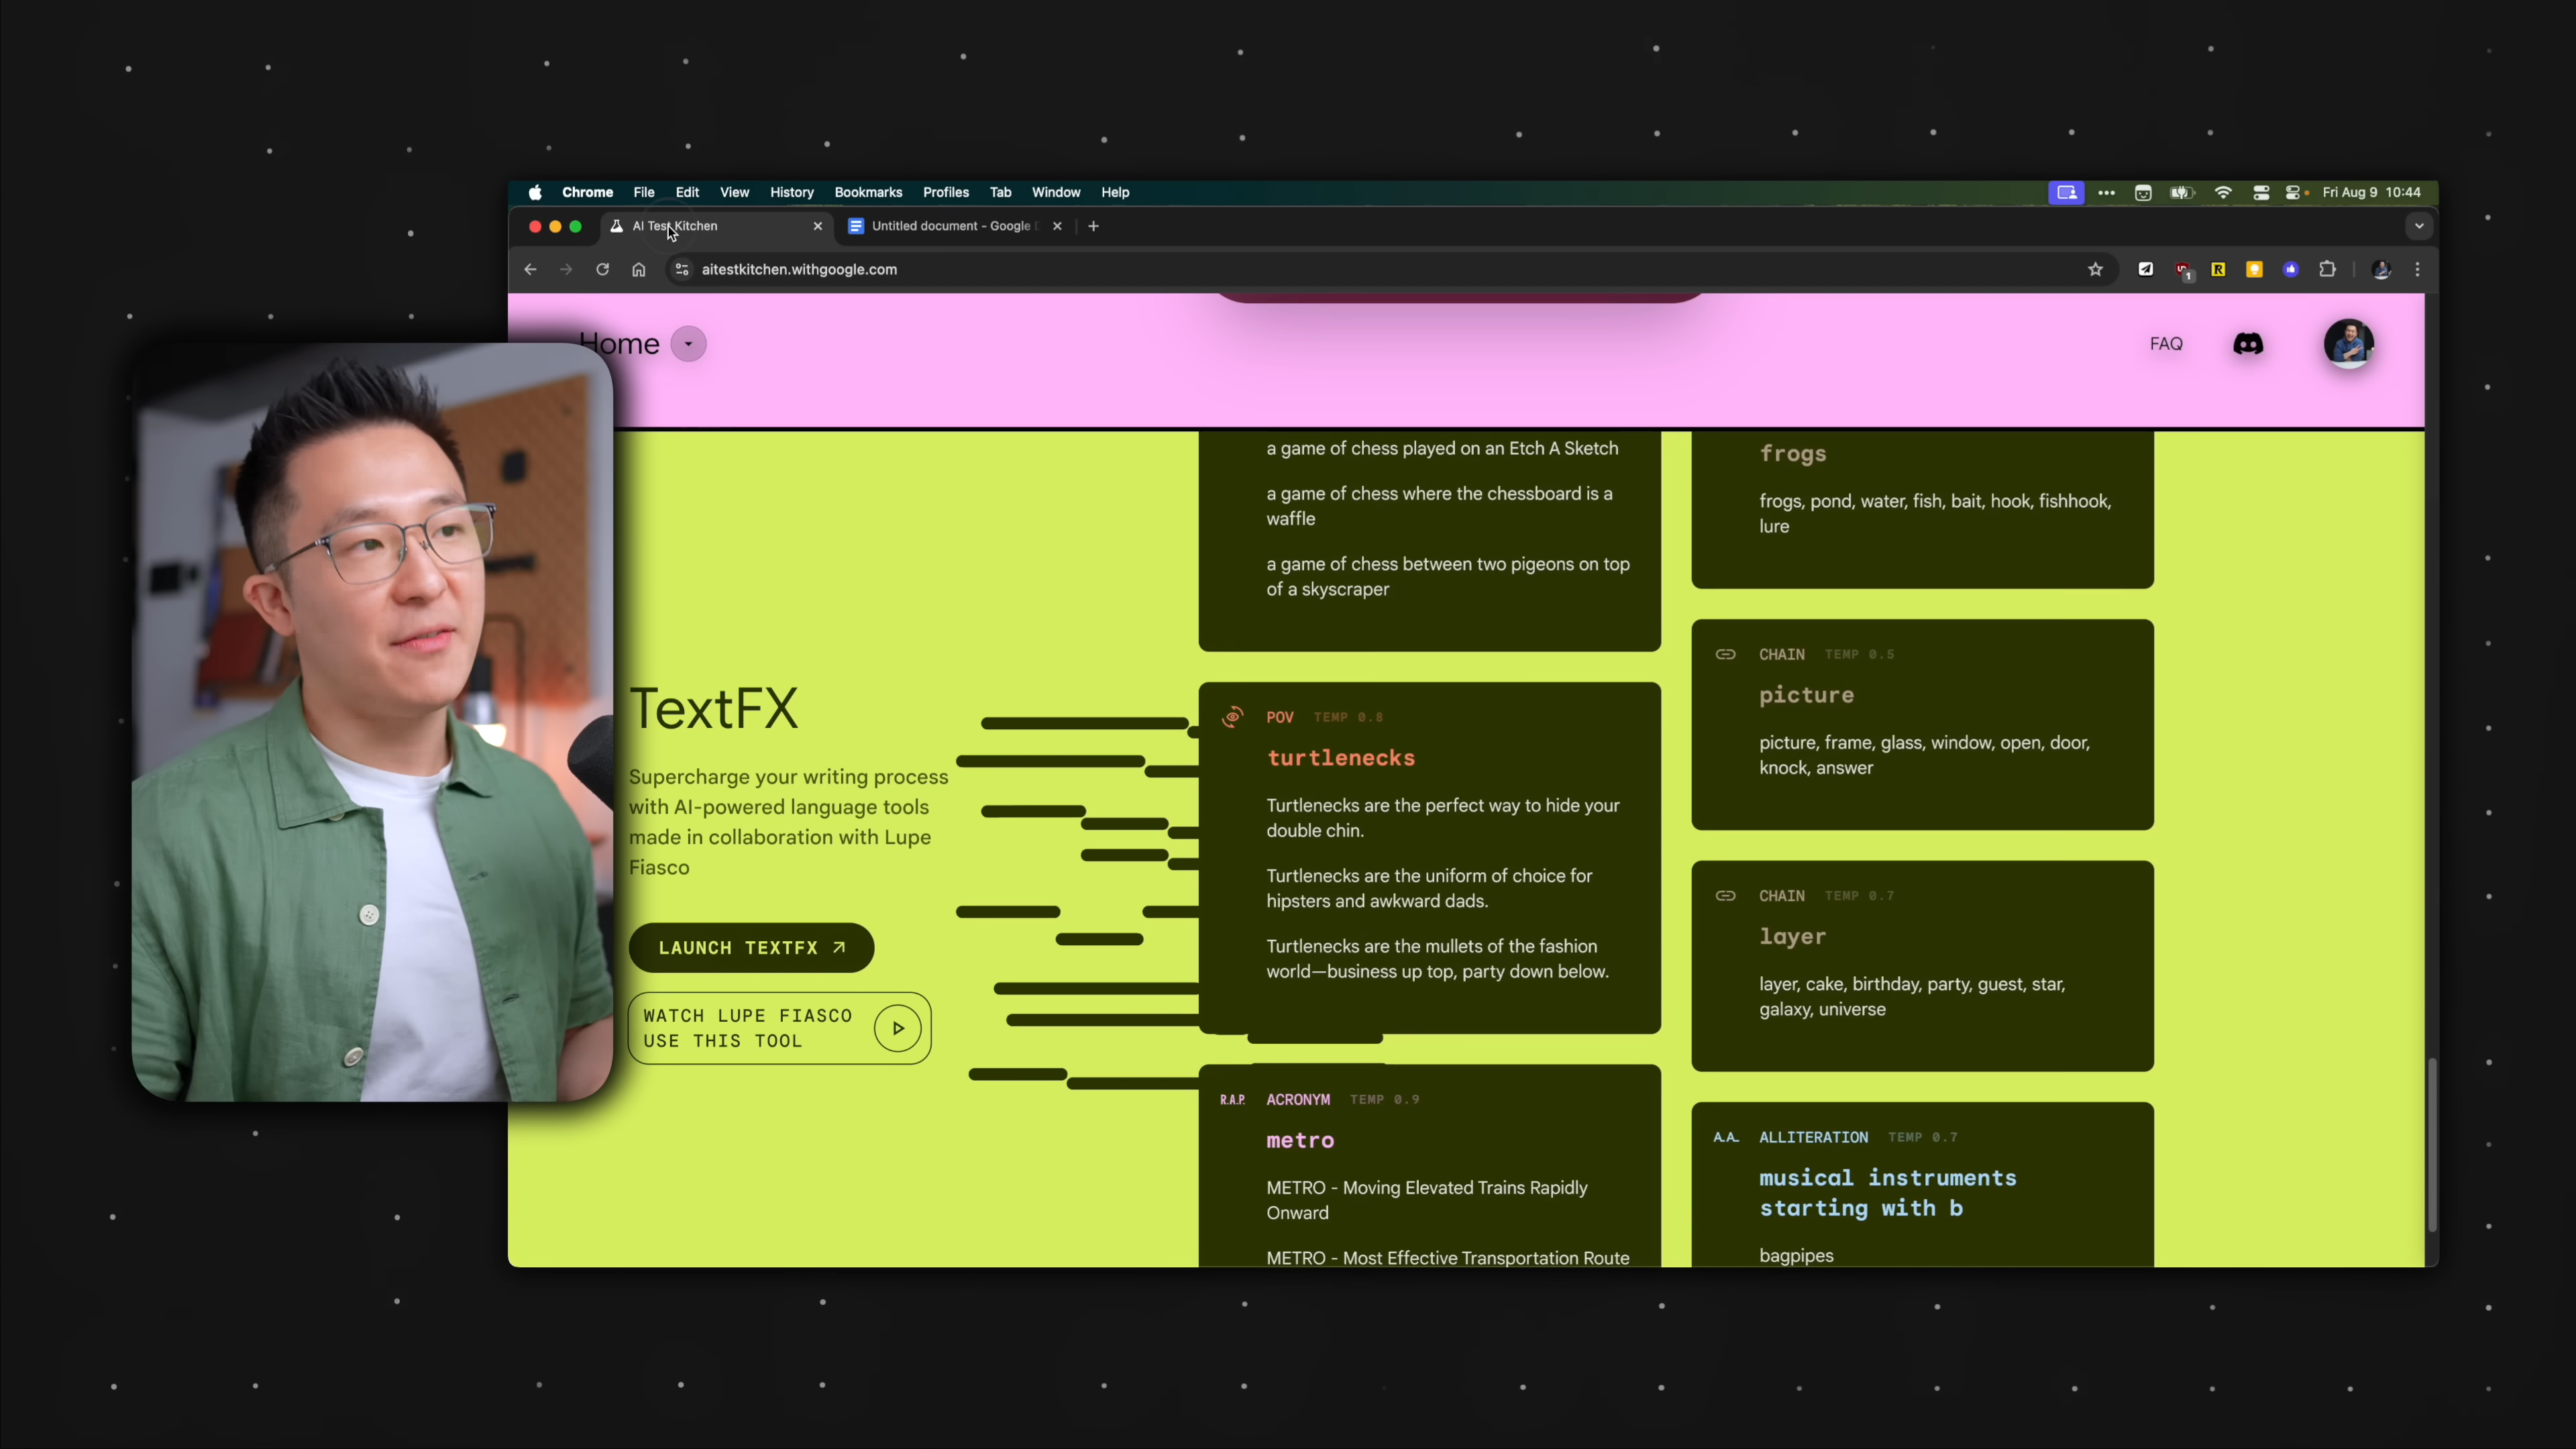 Chrome File Edit View History Bookmarks Profiles Tab Window Help
Fri Aug 9 10:44
AI Test Kitchen
Untitled document - Google
aitestkitchen.withgoogle.com
1
R
Home
FAQ
TextFX
Supercharge your writing process
with AI-powered language tools
made in collaboration with Lupe
Fiasco
LAUNCH TEXTFX
WATCH LUPE FIASCO
USE THIS TOOL
a game of chess played on an Etch A Sketch
a game of chess where the chessboard is a
waffle
a game of chess between two pigeons on top
of a skyscraper
POV TEMP 0.8
turtlenecks
Turtlenecks are the perfect way to hide your
double chin.
Turtlenecks are the uniform of choice for
hipsters and awkward dads.
Turtlenecks are the mullets of the fashion
world—business up top, party down below.
R.A.P. ACRONYM TEMP 0.9
metro
METRO - Moving Elevated Trains Rapidly
Onward
METRO - Most Effective Transportation Route
frogs
frogs, pond, water, fish, bait, hook, fishhook,
lure
CHAIN TEMP 0.5
picture
picture, frame, glass, window, open, door,
knock, answer
CHAIN TEMP 0.7
layer
layer, cake, birthday, party, guest, star,
galaxy, universe
A.A. ALLITERATION TEMP 0.7
musical instruments
starting with b
bagpipes